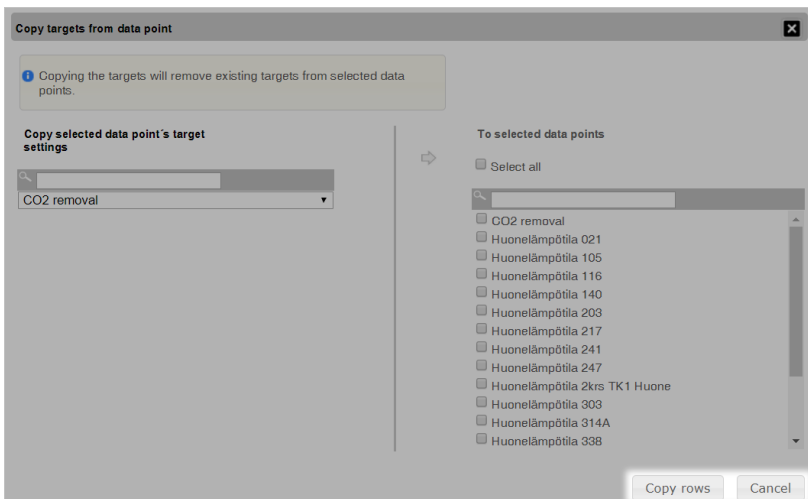 Copy targets from data point
Copying the targets will remove existing targets from selected data
points.
Copy selected data point´s target
settings
CO2 removal
To selected data points
Select all
CO2 removal
Huonelämpötila 021
Huonelämpötila 105
Huonelämpötila 116
Huonelämpötila 140
Huonelämpötila 203
Huonelämpötila 217
Huonelämpötila 241
Huonelämpötila 247
Huonelämpötila 2krs TK1 Huone
Huonelämpötila 303
Huonelämpötila 314A
Huonelämpötila 338
Copy rows
Cancel